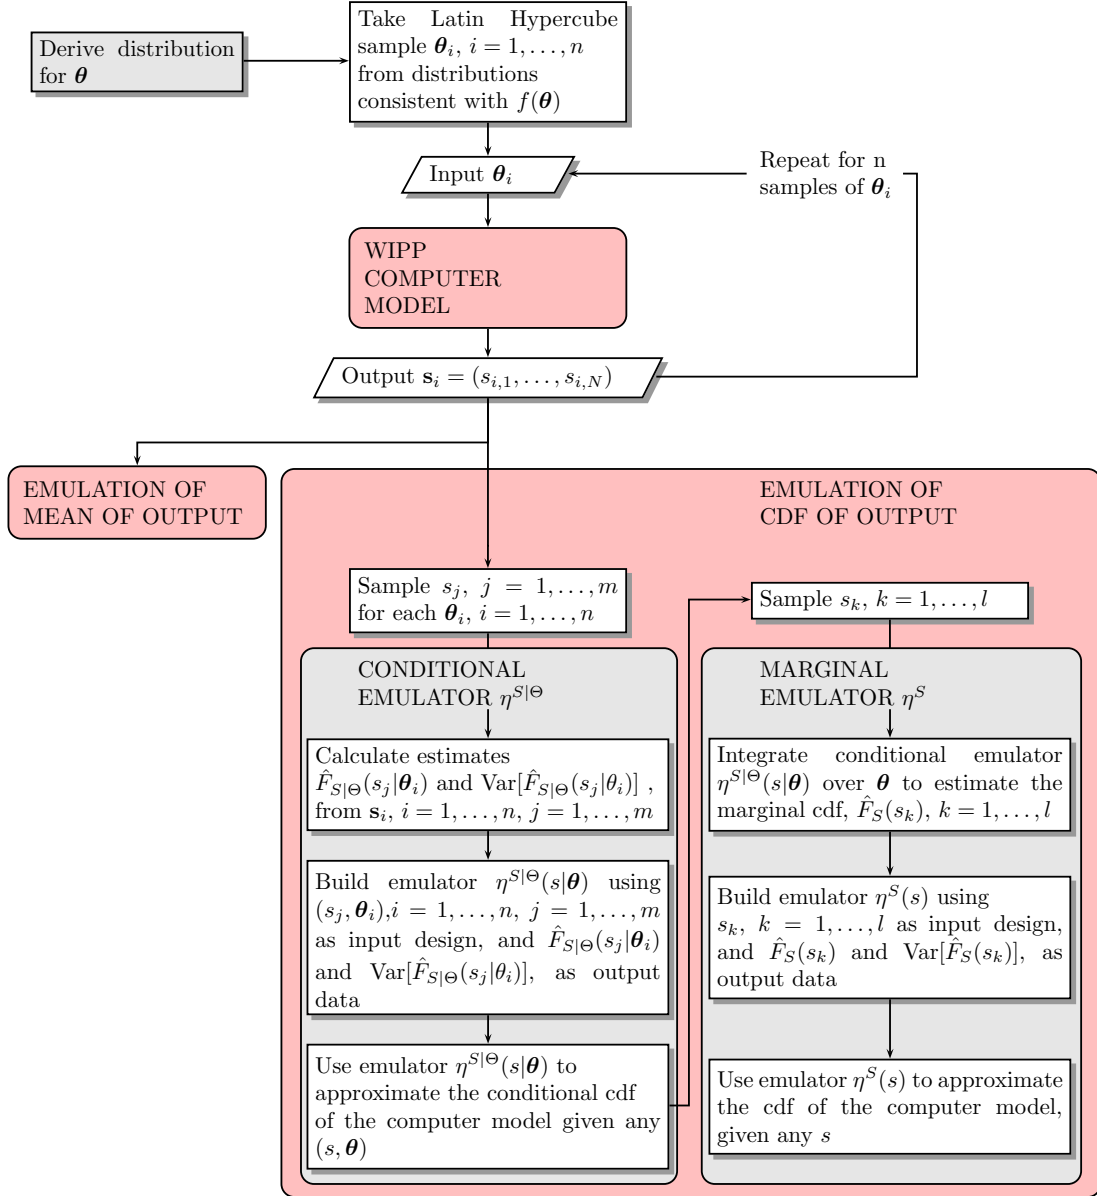 Derive distribution
for θ
Take Latin Hypercube
sample θ_i, i = 1, . . . , n
from distributions
consistent with f(θ)
Input θ_i
Repeat for n
samples of θ_i
WIPP
COMPUTER
MODEL
Output s_i = (s_{i,1}, . . . , s_{i,N})
EMULATION OF
MEAN OF OUTPUT
EMULATION OF
CDF OF OUTPUT
Sample s_j, j = 1, . . . , m
for each θ_i, i = 1, . . . , n
Sample s_k, k = 1, . . . , l
CONDITIONAL
EMULATOR η^{S|Θ}
Calculate estimates
F̂_{S|Θ}(s_j|θ_i) and Var[F̂_{S|Θ}(s_j|θ_i)] ,
from s_i, i = 1, . . . , n, j = 1, . . . , m
Build emulator η^{S|Θ}(s|θ) using
(s_j, θ_i),i = 1, . . . , n, j = 1, . . . , m
as input design, and F̂_{S|Θ}(s_j|θ_i)
and Var[F̂_{S|Θ}(s_j|θ_i)], as output
data
Use emulator η^{S|Θ}(s|θ) to
approximate the conditional cdf
of the computer model given any
(s, θ)
MARGINAL
EMULATOR η^S
Integrate conditional emulator
η^{S|Θ}(s|θ) over θ to estimate the
marginal cdf, F̂_S(s_k), k = 1, . . . , l
Build emulator η^S(s) using
s_k, k = 1, . . . , l as input design,
and F̂_S(s_k) and Var[F̂_S(s_k)], as
output data
Use emulator η^S(s) to approximate
the cdf of the computer model,
given any s